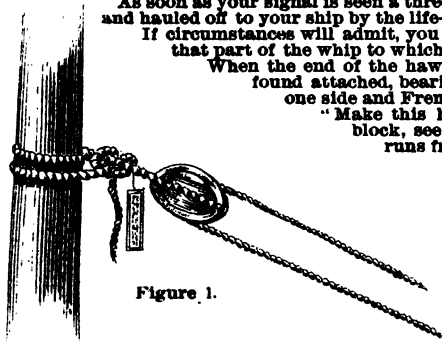 As soon as your signal is seen a thre
and hauled off to your ship by the life-
If circumstances will admit, you
that part of the whip to which
When the end of the haw
found attached, beari
one side and Fren
"Make this h
block, see
runs fr
Figure 1.